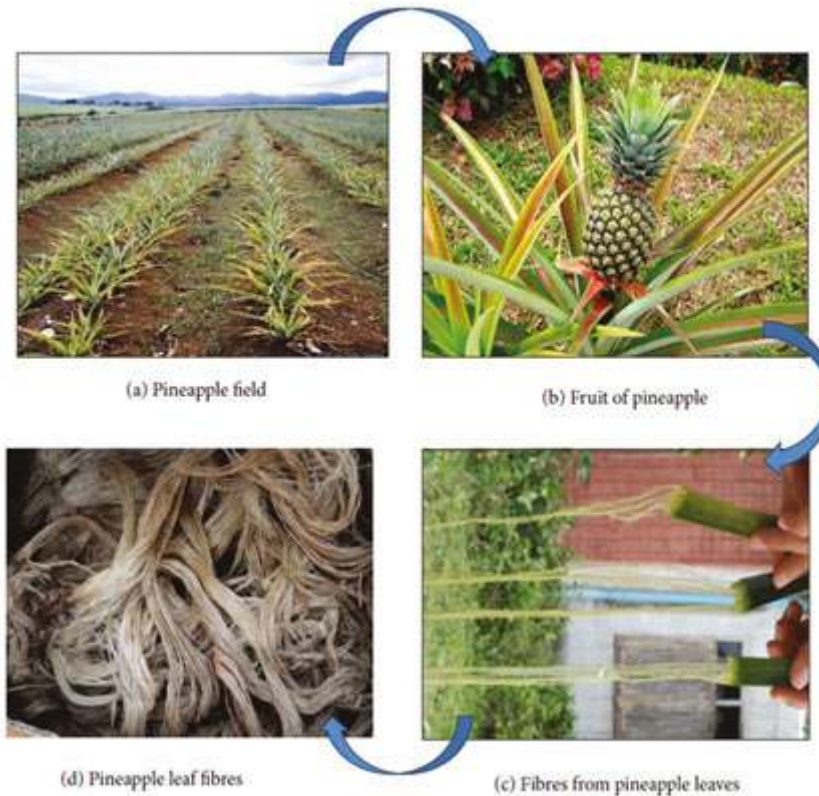 (a) Pineapple field
(b) Fruit of pineapple
(d) Pineapple leaf fibres
(c) Fibres from pineapple leaves